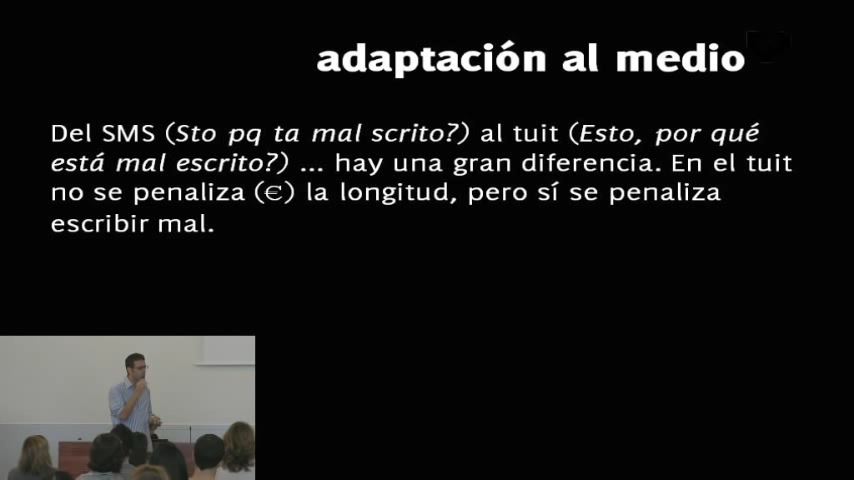 adaptación al medio
Del SMS (Sto pq ta mal scrito?) al tuit (Esto, por qué
está mal escrito?) ... hay una gran diferencia. En el tuit
no se penaliza (€) la longitud, pero sí se penaliza
escribir mal.